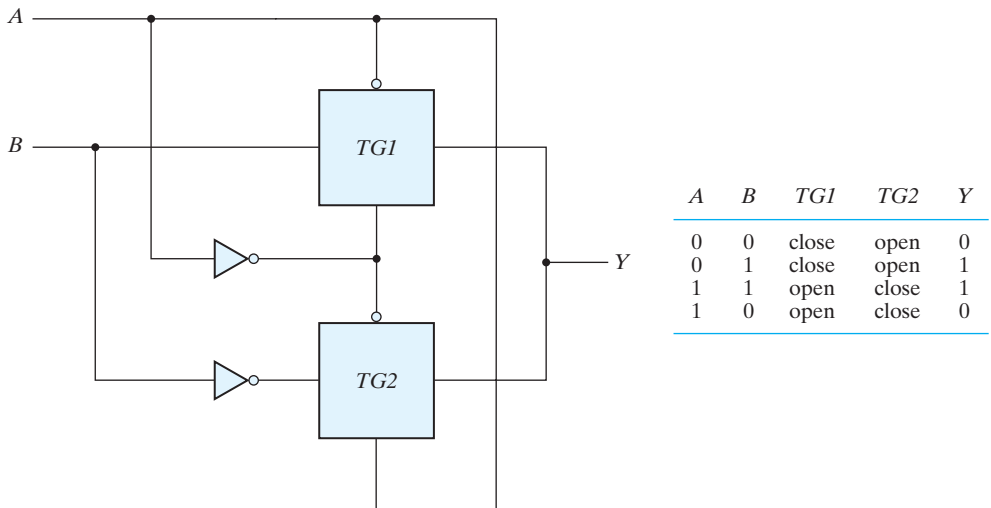 A
B
TG1
TG2
Y
A B TG1 TG2 Y
0 0 close open 0
0 1 close open 1
1 1 open close 1
1 0 open close 0